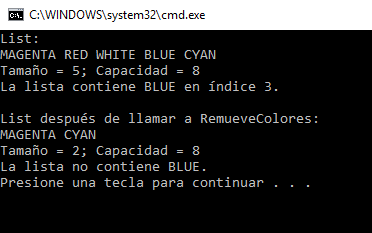 C:\WINDOWS\system32\cmd.exe
List:
MAGENTA RED WHITE BLUE CYAN
Tamaño = 5; Capacidad = 8
La lista contiene BLUE en índice 3.
List después de llamar a RemueveColores:
MAGENTA CYAN
Tamaño = 2; Capacidad = 8
La lista no contiene BLUE.
Presione una tecla para continuar . . .